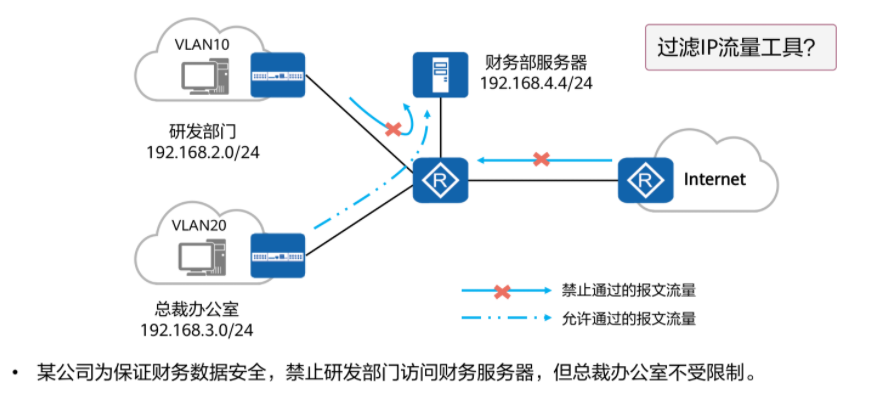 VLAN10
研发部门
192.168.2.0/24
财务部服务器
192.168.4.4/24
过滤IP流量工具?
R
R
Internet
VLAN20
总裁办公室
192.168.3.0/24
禁止通过的报文流量
允许通过的报文流量
• 某公司为保证财务数据安全，禁止研发部门访问财务服务器，但总裁办公室不受限制。